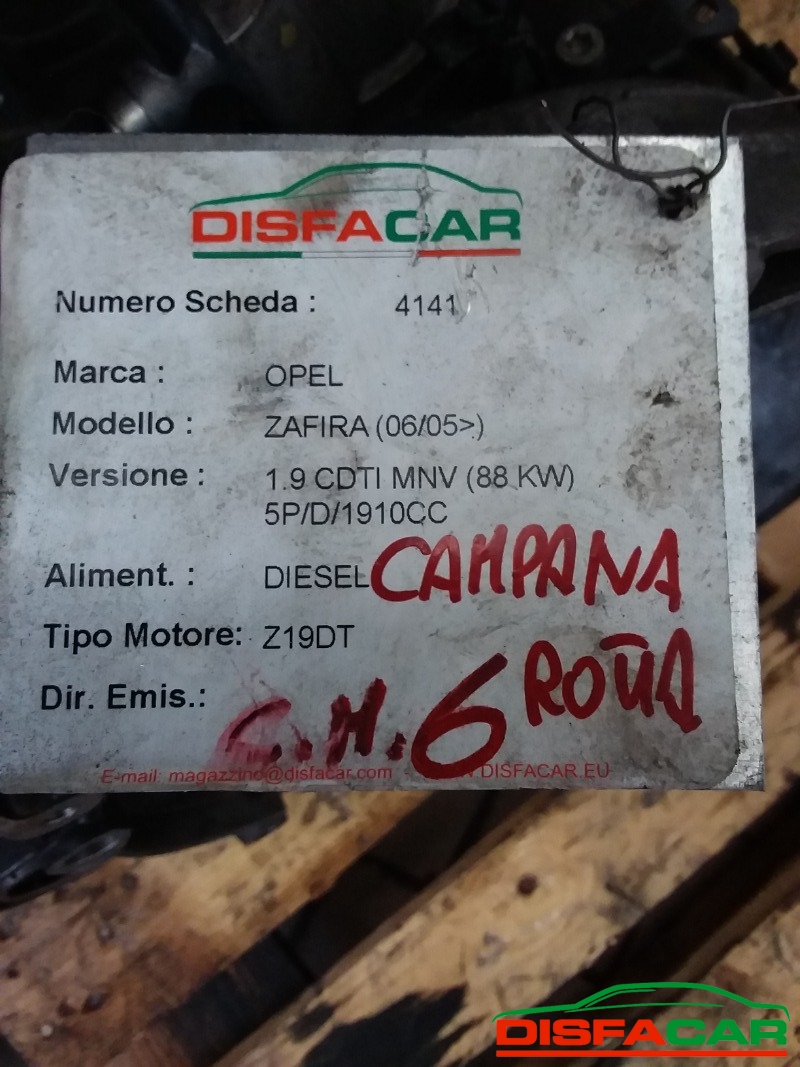 DISFACAR
Numero Scheda : 4141
Marca : OPEL
Modello : ZAFIRA (06/05>)
Versione : 1.9 CDTI MNV (88 KW)
5P/D/1910CC
Aliment. : DIESEL CAMPANA
Tipo Motore: Z19DT ROTTA
Dir. Emis.: C.M.6
E-mail: magazzino@disfacar.com DISFACAR.EU
DISFACAR